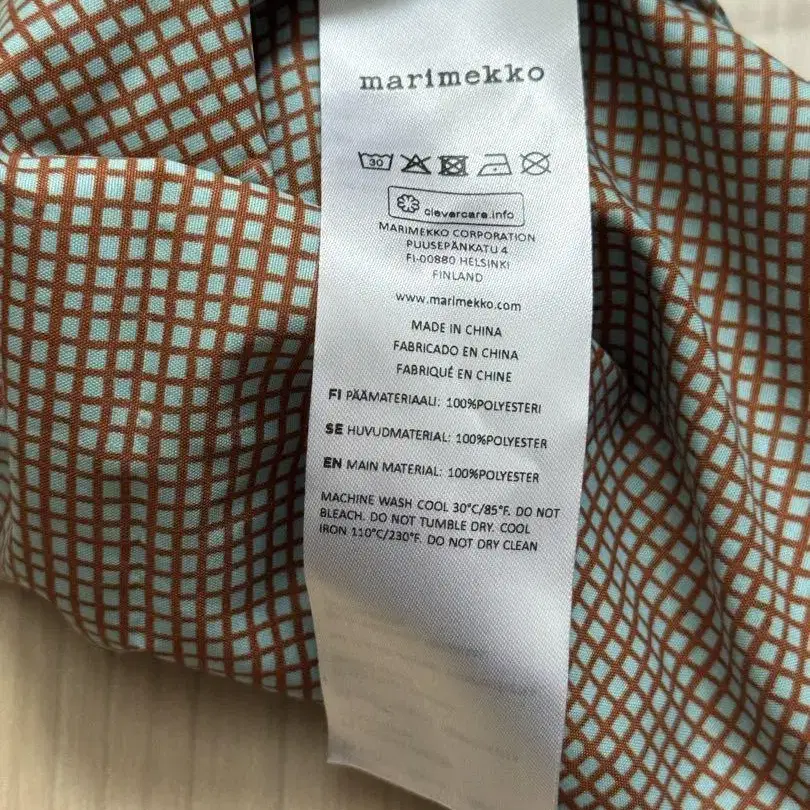 marimekko
30
clevercare.info
MARIMEKKO CORPORATION
PUUSEPÄNKATU 4
FI-00880 HELSINKI
FINLAND
www.marimekko.com
MADE IN CHINA
FABRICADO EN CHINA
FABRIQUÉ EN CHINE
FI PÄÄMATERIAALI: 100%POLYESTERI
SE HUVUDMATERIAL: 100%POLYESTER
EN MAIN MATERIAL: 100%POLYESTER
MACHINE WASH COOL 30°C/85°F. DO NOT
BLEACH. DO NOT TUMBLE DRY. COOL
IRON 110°C/230°F. DO NOT DRY CLEAN